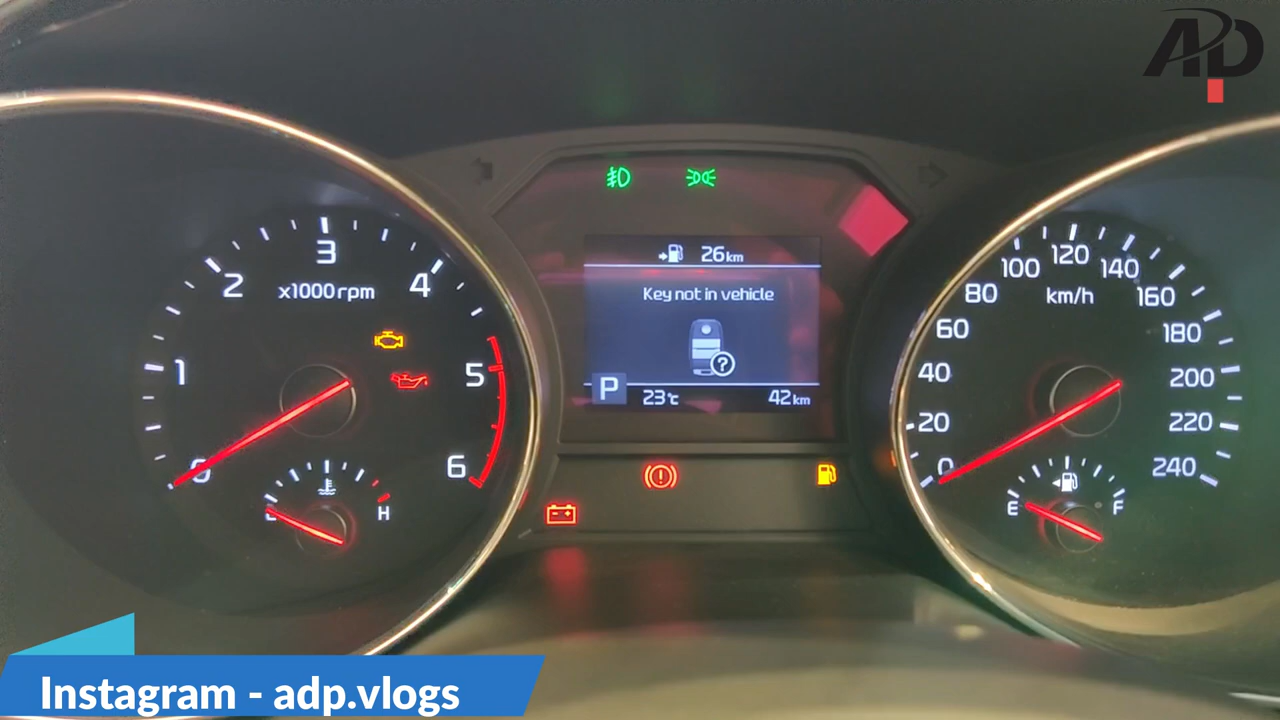 AD
26km
Key not in vehicle
?
P
23°c
42km
0
1
2
3
4
5
6
x1000rpm
H
0
20
40
60
80
100
120
140
160
180
200
220
240
km/h
E
F
Instagram - adp.vlogs